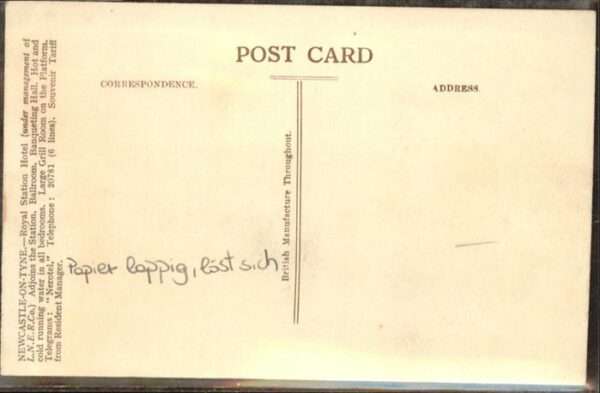 POST CARD
CORRESPONDENCE.
ADDRESS.
NEWCASTLE-ON-TYNE.—Royal Station Hotel (under management of
L.N.E.R.Co.) Adjoins the Station, Ballroom, Banqueting Hall. Hot and
cold running water in all bedrooms. Large Grill Room on the Platform.
Telegrams: "Nerotel," Telephone: 20781 (6 lines). Souvenir Tariff
from Resident Manager.
Papier lappig, löst sich
British Manufacture Throughout.